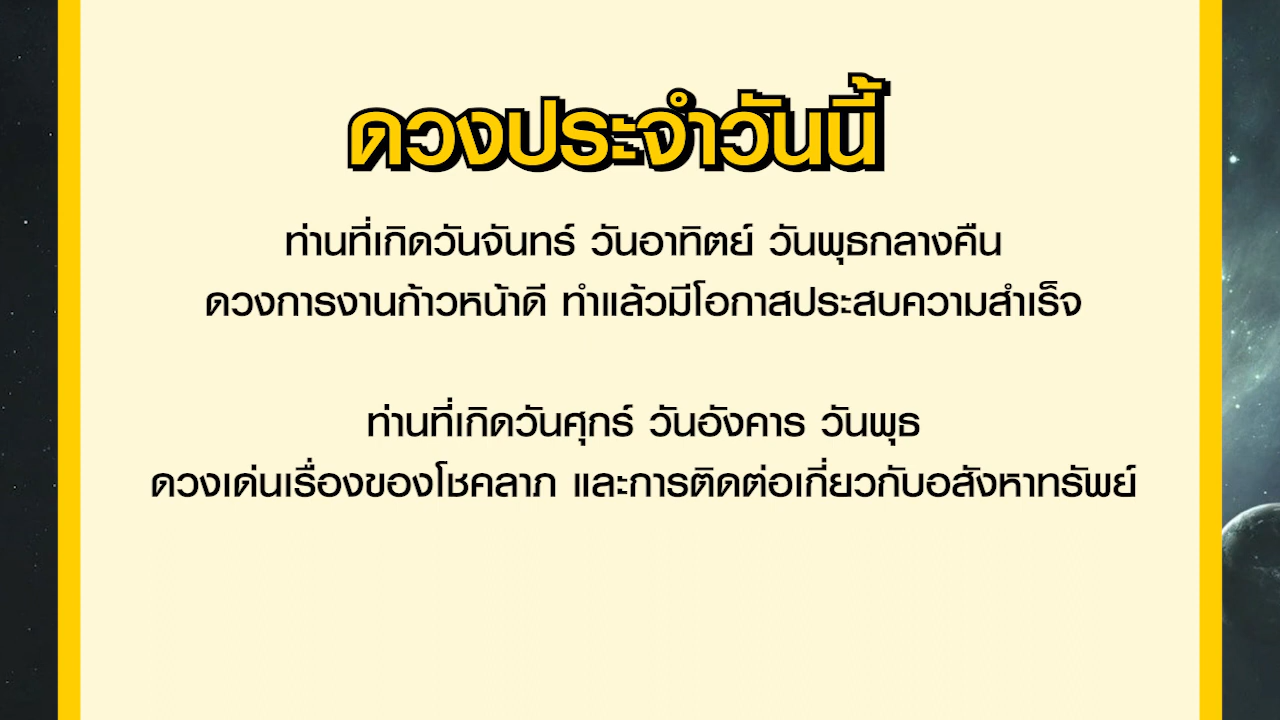 ดวงประจำวันนี้
ท่านที่เกิดวันจันทร์ วันอาทิตย์ วันพุธกลางคืน
ดวงการงานก้าวหน้าดี ทำแล้วมีโอกาสประสบความสำเร็จ
ท่านที่เกิดวันศุกร์ วันอังคาร วันพุธ
ดวงเด่นเรื่องของโชคลาภ และการติดต่อเกี่ยวกับอสังหาทรัพย์